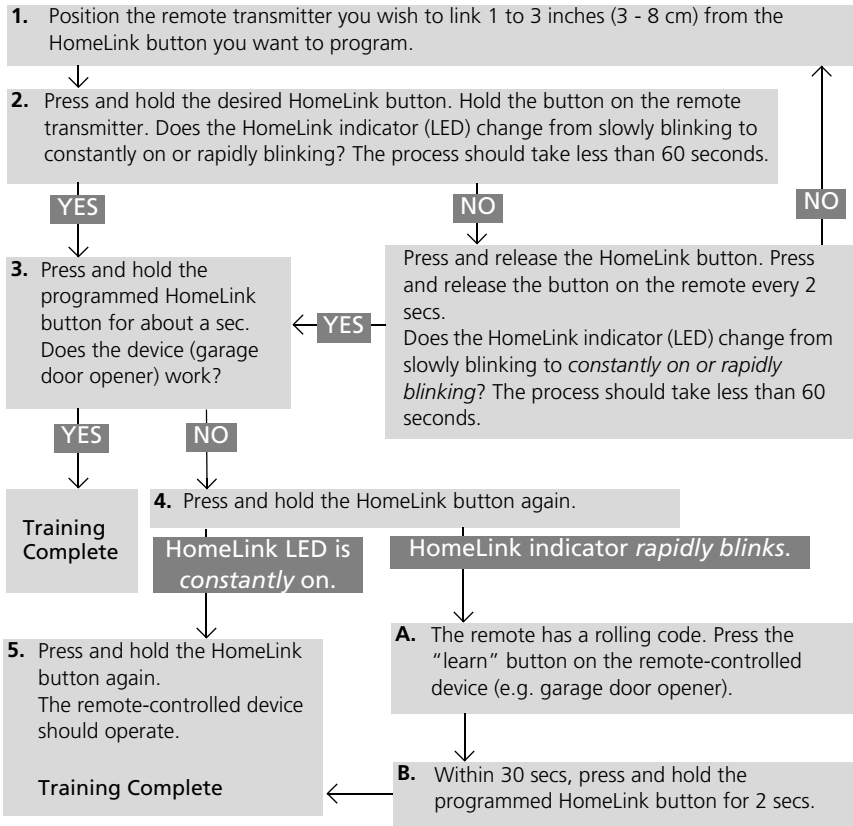 1. Position the remote transmitter you wish to link 1 to 3 inches (3 - 8 cm) from the
HomeLink button you want to program.
2. Press and hold the desired HomeLink button. Hold the button on the remote
transmitter. Does the HomeLink indicator (LED) change from slowly blinking to
constantly on or rapidly blinking? The process should take less than 60 seconds.
YES
NO
NO
3. Press and hold the
programmed HomeLink
button for about a sec.
Does the device (garage
door opener) work?
YES
Press and release the HomeLink button. Press
and release the button on the remote every 2
secs.
Does the HomeLink indicator (LED) change from
slowly blinking to constantly on or rapidly
blinking? The process should take less than 60
seconds.
YES
NO
Training
Complete
4. Press and hold the HomeLink button again.
HomeLink LED is
constantly on.
HomeLink indicator rapidly blinks.
5. Press and hold the HomeLink
button again.
The remote-controlled device
should operate.
Training Complete
A. The remote has a rolling code. Press the
“learn” button on the remote-controlled
device (e.g. garage door opener).
B. Within 30 secs, press and hold the
programmed HomeLink button for 2 secs.